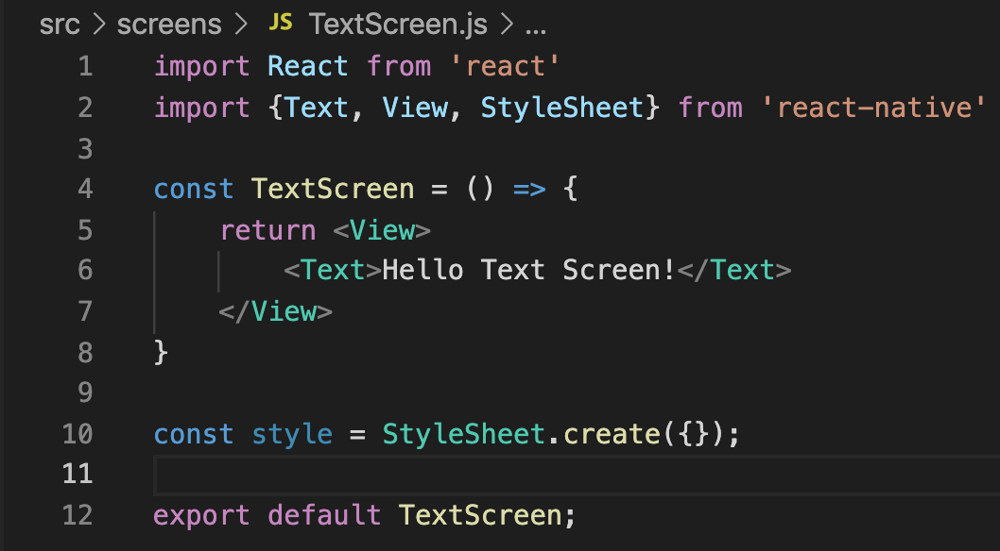 src > screens > JS TextScreen.js > ...
1 import React from 'react'
2 import {Text, View, StyleSheet} from 'react-native'
3
4 const TextScreen = () => {
5     return <View>
6         <Text>Hello Text Screen!</Text>
7     </View>
8 }
9
10 const style = StyleSheet.create({});
11
12 export default TextScreen;